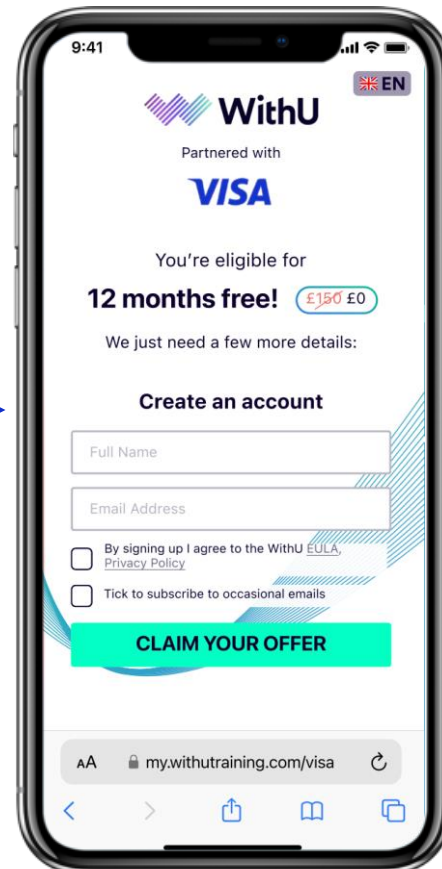 9:41
EN
WithU
Partnered with
VISA
You're eligible for
12 months free! £150 £0
We just need a few more details:
Create an account
Full Name
Email Address
By signing up I agree to the WithU EULA,
Privacy Policy
Tick to subscribe to occasional emails
CLAIM YOUR OFFER
AA my.withutraining.com/visa